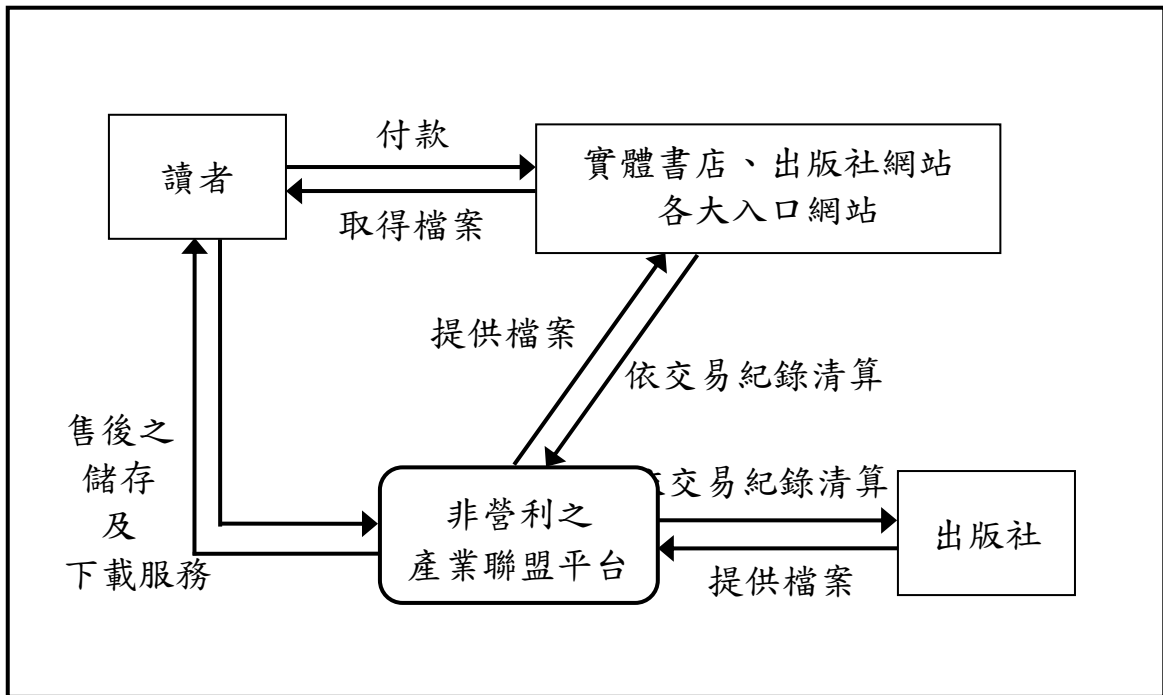 付款
讀者
實體書店、出版社網站
各大入口網站
取得檔案
提供檔案
依交易紀錄清算
售後之
儲存
及
下載服務
交易紀錄清算
非營利之
產業聯盟平台
出版社
提供檔案